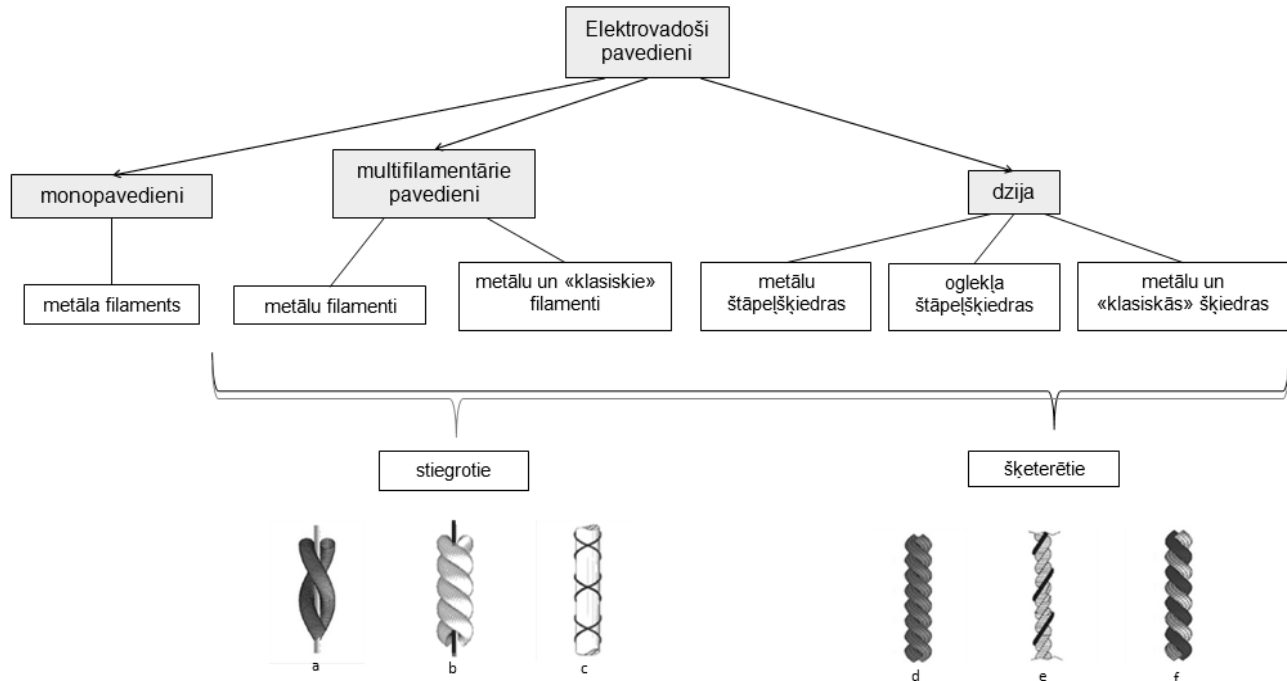 Elektrovadoši
pavedieni
monopavedieni
multifilamentārie
pavedieni
dzija
metāla filaments
metālu filamenti
metālu un «klasiskie»
filamenti
metālu
štāpeļšķiedras
oglekļa
štāpeļšķiedras
metālu un
«klasiskās» šķiedras
stiegrotie
šķeterētie
a
b
c
d
e
f